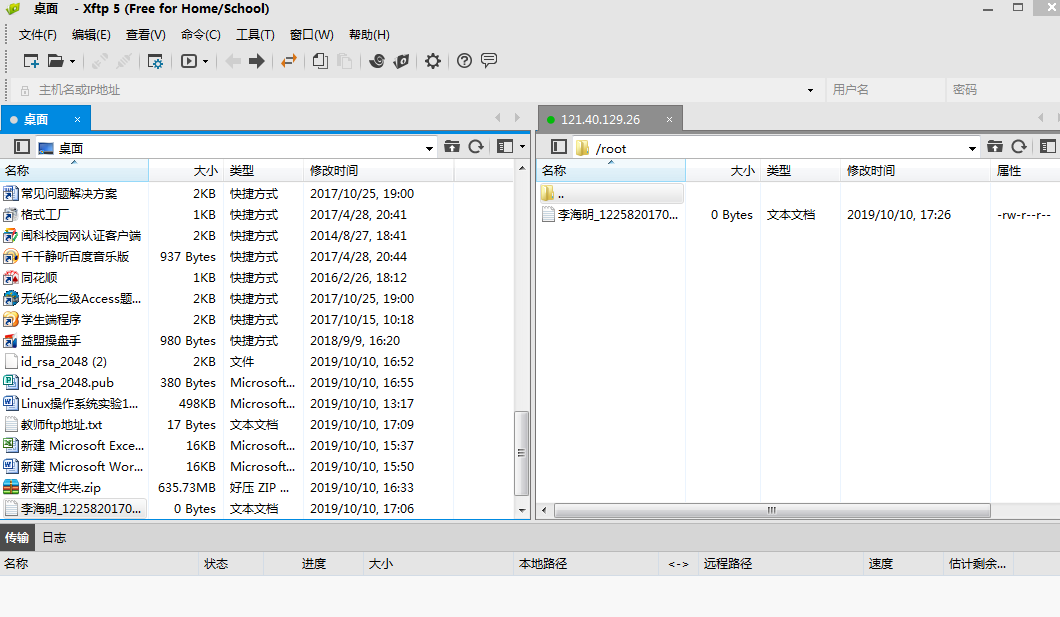 桌面 - Xftp 5 (Free for Home/School)
文件(F) 编辑(E) 查看(V) 命令(C) 工具(T) 窗口(W) 帮助(H)
主机名或IP地址 用户名 密码
桌面 × 121.40.129.26 ×
桌面 /root
名称 大小 类型 修改时间 名称 大小 类型 修改时间 属性
常见问题解决方案 2KB 快捷方式 2017/10/25, 19:00 ..
格式工厂 1KB 快捷方式 2017/4/28, 20:41 李海明_1225820170... 0 Bytes 文本文档 2019/10/10, 17:26 -rw-r--r--
闽科校园网认证客户端 2KB 快捷方式 2014/8/27, 18:41
千千静听百度音乐版 937 Bytes 快捷方式 2017/4/28, 20:44
同花顺 1KB 快捷方式 2016/2/26, 18:12
无纸化二级Access题... 2KB 快捷方式 2017/10/25, 19:00
学生端程序 2KB 快捷方式 2017/10/15, 10:18
益盟操盘手 980 Bytes 快捷方式 2018/9/9, 16:20
id_rsa_2048 (2) 2KB 文件 2019/10/10, 16:52
id_rsa_2048.pub 380 Bytes Microsoft... 2019/10/10, 16:55
Linux操作系统实验1... 498KB Microsoft... 2019/10/10, 13:17
教师ftp地址.txt 17 Bytes 文本文档 2019/10/10, 17:09
新建 Microsoft Exce... 16KB Microsoft... 2019/10/10, 15:37
新建 Microsoft Wor... 16KB Microsoft... 2019/10/10, 15:50
新建文件夹.zip 635.73MB 好压 ZIP ... 2019/10/10, 16:33
李海明_1225820170... 0 Bytes 文本文档 2019/10/10, 17:06
传输 日志
名称 状态 进度 大小 本地路径 <-> 远程路径 速度 估计剩余...